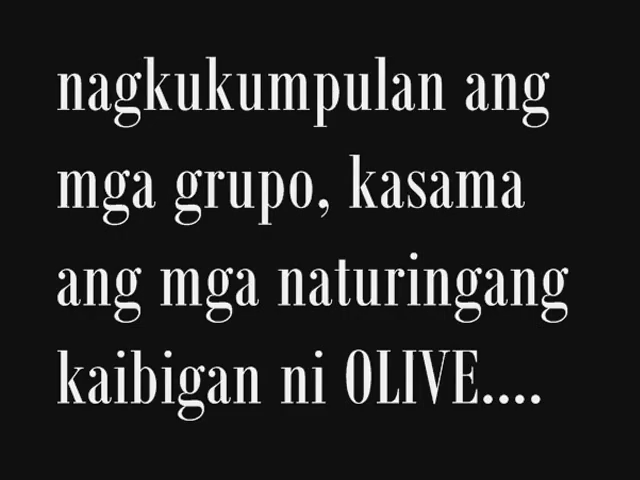 nagkukumpulan ang
mga grupo, kasama
ang mga naturingang
kaibigan ni OLIVE....